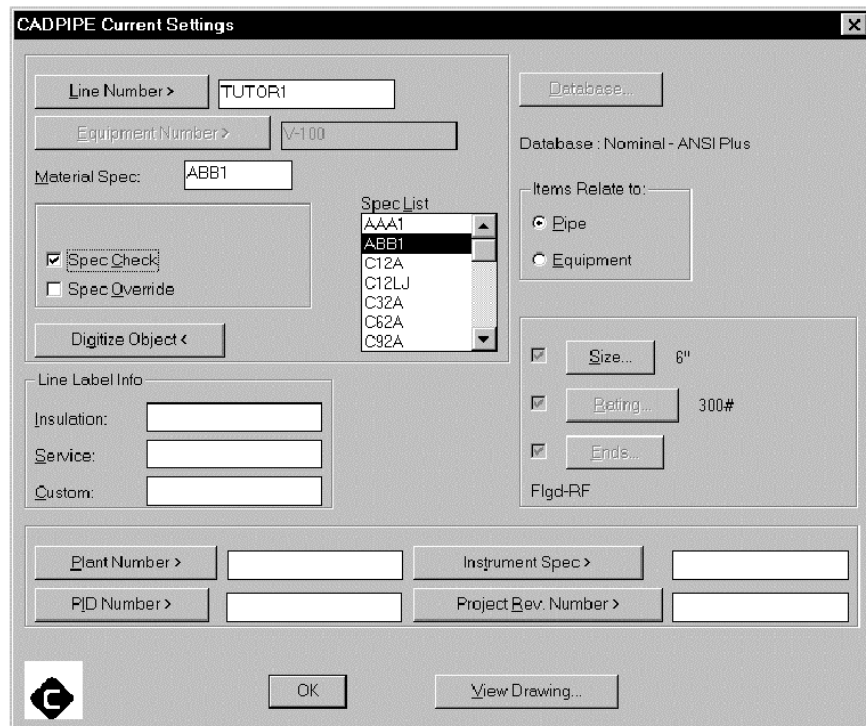 CADPIPE Current Settings
Line Number >
TUTOR1
Database...
Equipment Number >
V-100
Database : Nominal - ANSI Plus
Material Spec:
ABB1
Spec List
AAA1
ABB1
C12A
C12LJ
C32A
C62A
C92A
Items Relate to:
Pipe
Equipment
Spec Check
Spec Override
Digitize Object <
Size...
6"
Rating...
300#
Ends...
Flgd-RF
Line Label Info
Insulation:
Service:
Custom:
Plant Number >
Instrument Spec >
PID Number >
Project Rev. Number >
C
OK
View Drawing...